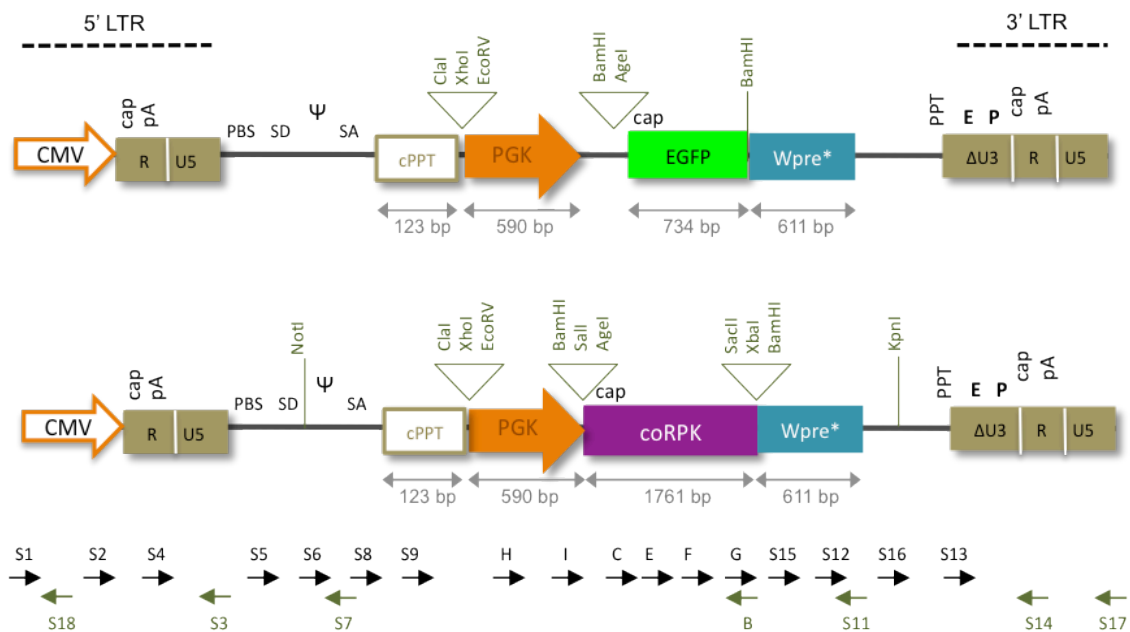 5' LTR
3' LTR
ClaI
XhoI
EcoRV
BamHI
AgeI
BamHI
cap
pA
PBS
SD
Ψ
SA
cap
PPT
E
P
cap
pA
CMV
R
U5
cPPT
PGK
EGFP
Wpre*
ΔU3
R
U5
123 bp
590 bp
734 bp
611 bp
NotI
ClaI
XhoI
EcoRV
BamHI
SalI
AgeI
SacII
XbaI
BamHI
KpnI
cap
pA
PBS
SD
Ψ
SA
cap
PPT
E
P
cap
pA
CMV
R
U5
cPPT
PGK
coRPK
Wpre*
ΔU3
R
U5
123 bp
590 bp
1761 bp
611 bp
S1 S2 S4 S5 S6 S8 S9 H I C E F G S15 S12 S16 S13
S18 S3 S7 B S11 S14 S17